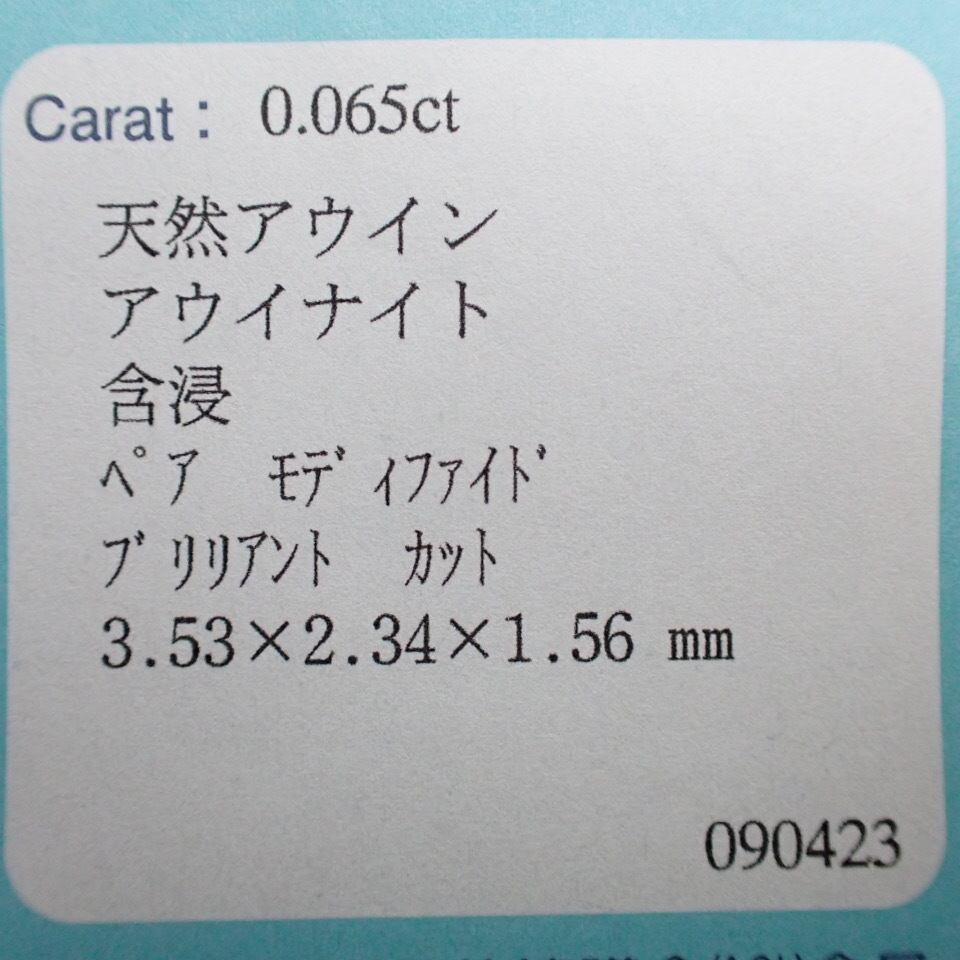 Carat： 0.065ct
天然アウイン
アウイナイト
含浸
ﾍﾟｱ ﾓﾃﾞｨﾌｧｲﾄﾞ
ﾌﾞﾘﾘｱﾝﾄ ｶｯﾄ
3.53×2.34×1.56 mm
090423